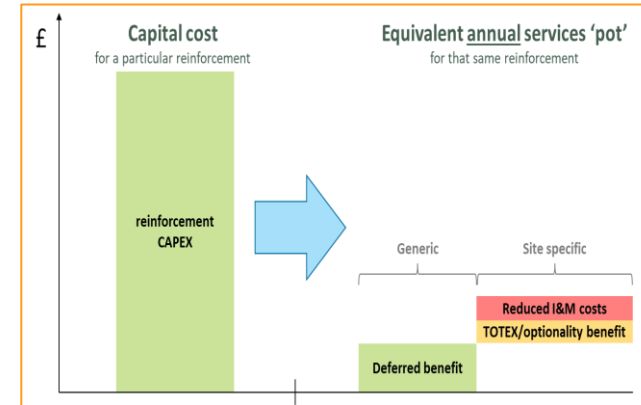 £
Capital cost
for a particular reinforcement
Equivalent annual services ‘pot’
for that same reinforcement
reinforcement
CAPEX
Generic
Site specific
Reduced I&M costs
TOTEX/optionality benefit
Deferred benefit